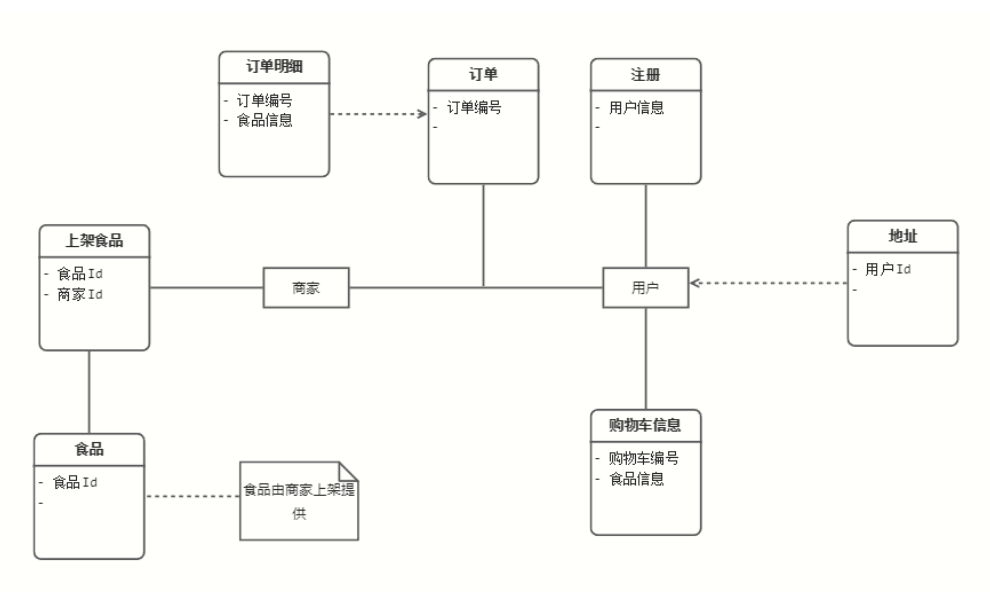 订单明细
- 订单编号
- 食品信息
订单
- 订单编号
-
注册
- 用户信息
-
上架食品
- 食品Id
- 商家Id
商家
用户
地址
- 用户Id
-
食品
- 食品Id
-
食品由商家上架提
供
购物车信息
- 购物车编号
- 食品信息